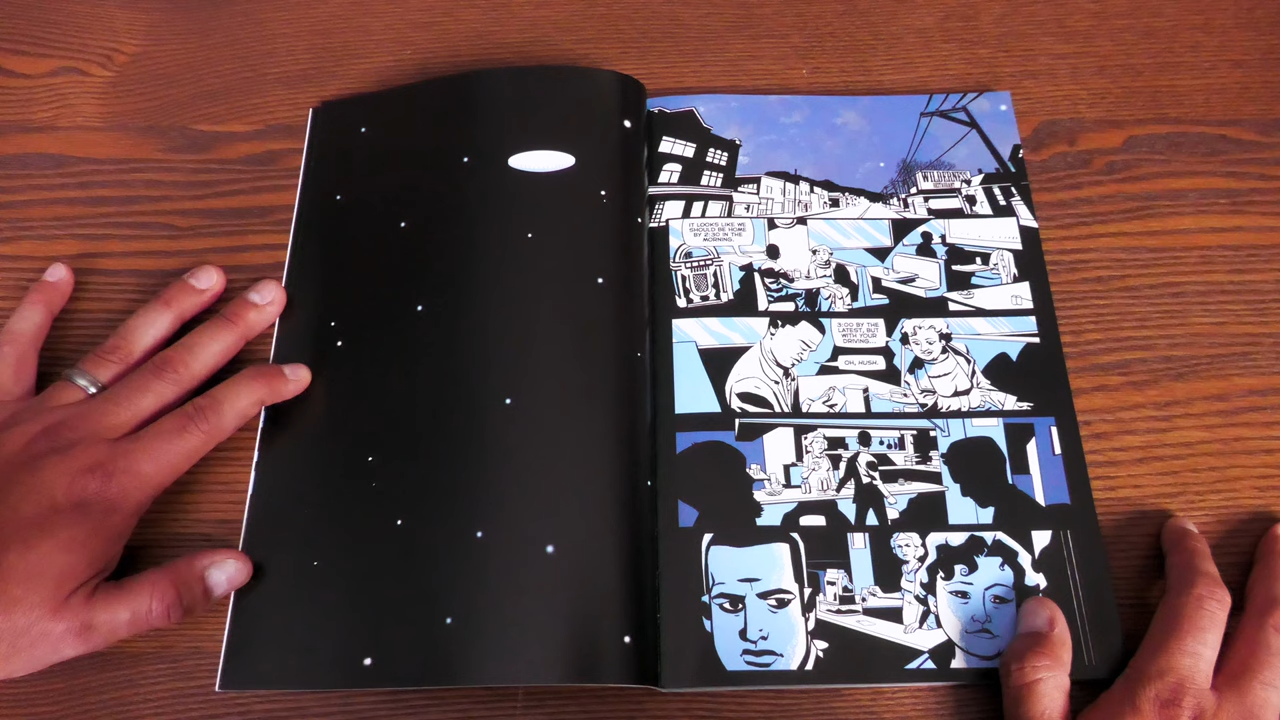 WILDERNESS
RESTAURANT
IT LOOKS LIKE WE
SHOULD BE HOME
BY 2:30 IN THE
MORNING.
3:00 BY THE
LATEST, BUT
WITH YOUR
DRIVING...
OH, HUSH.